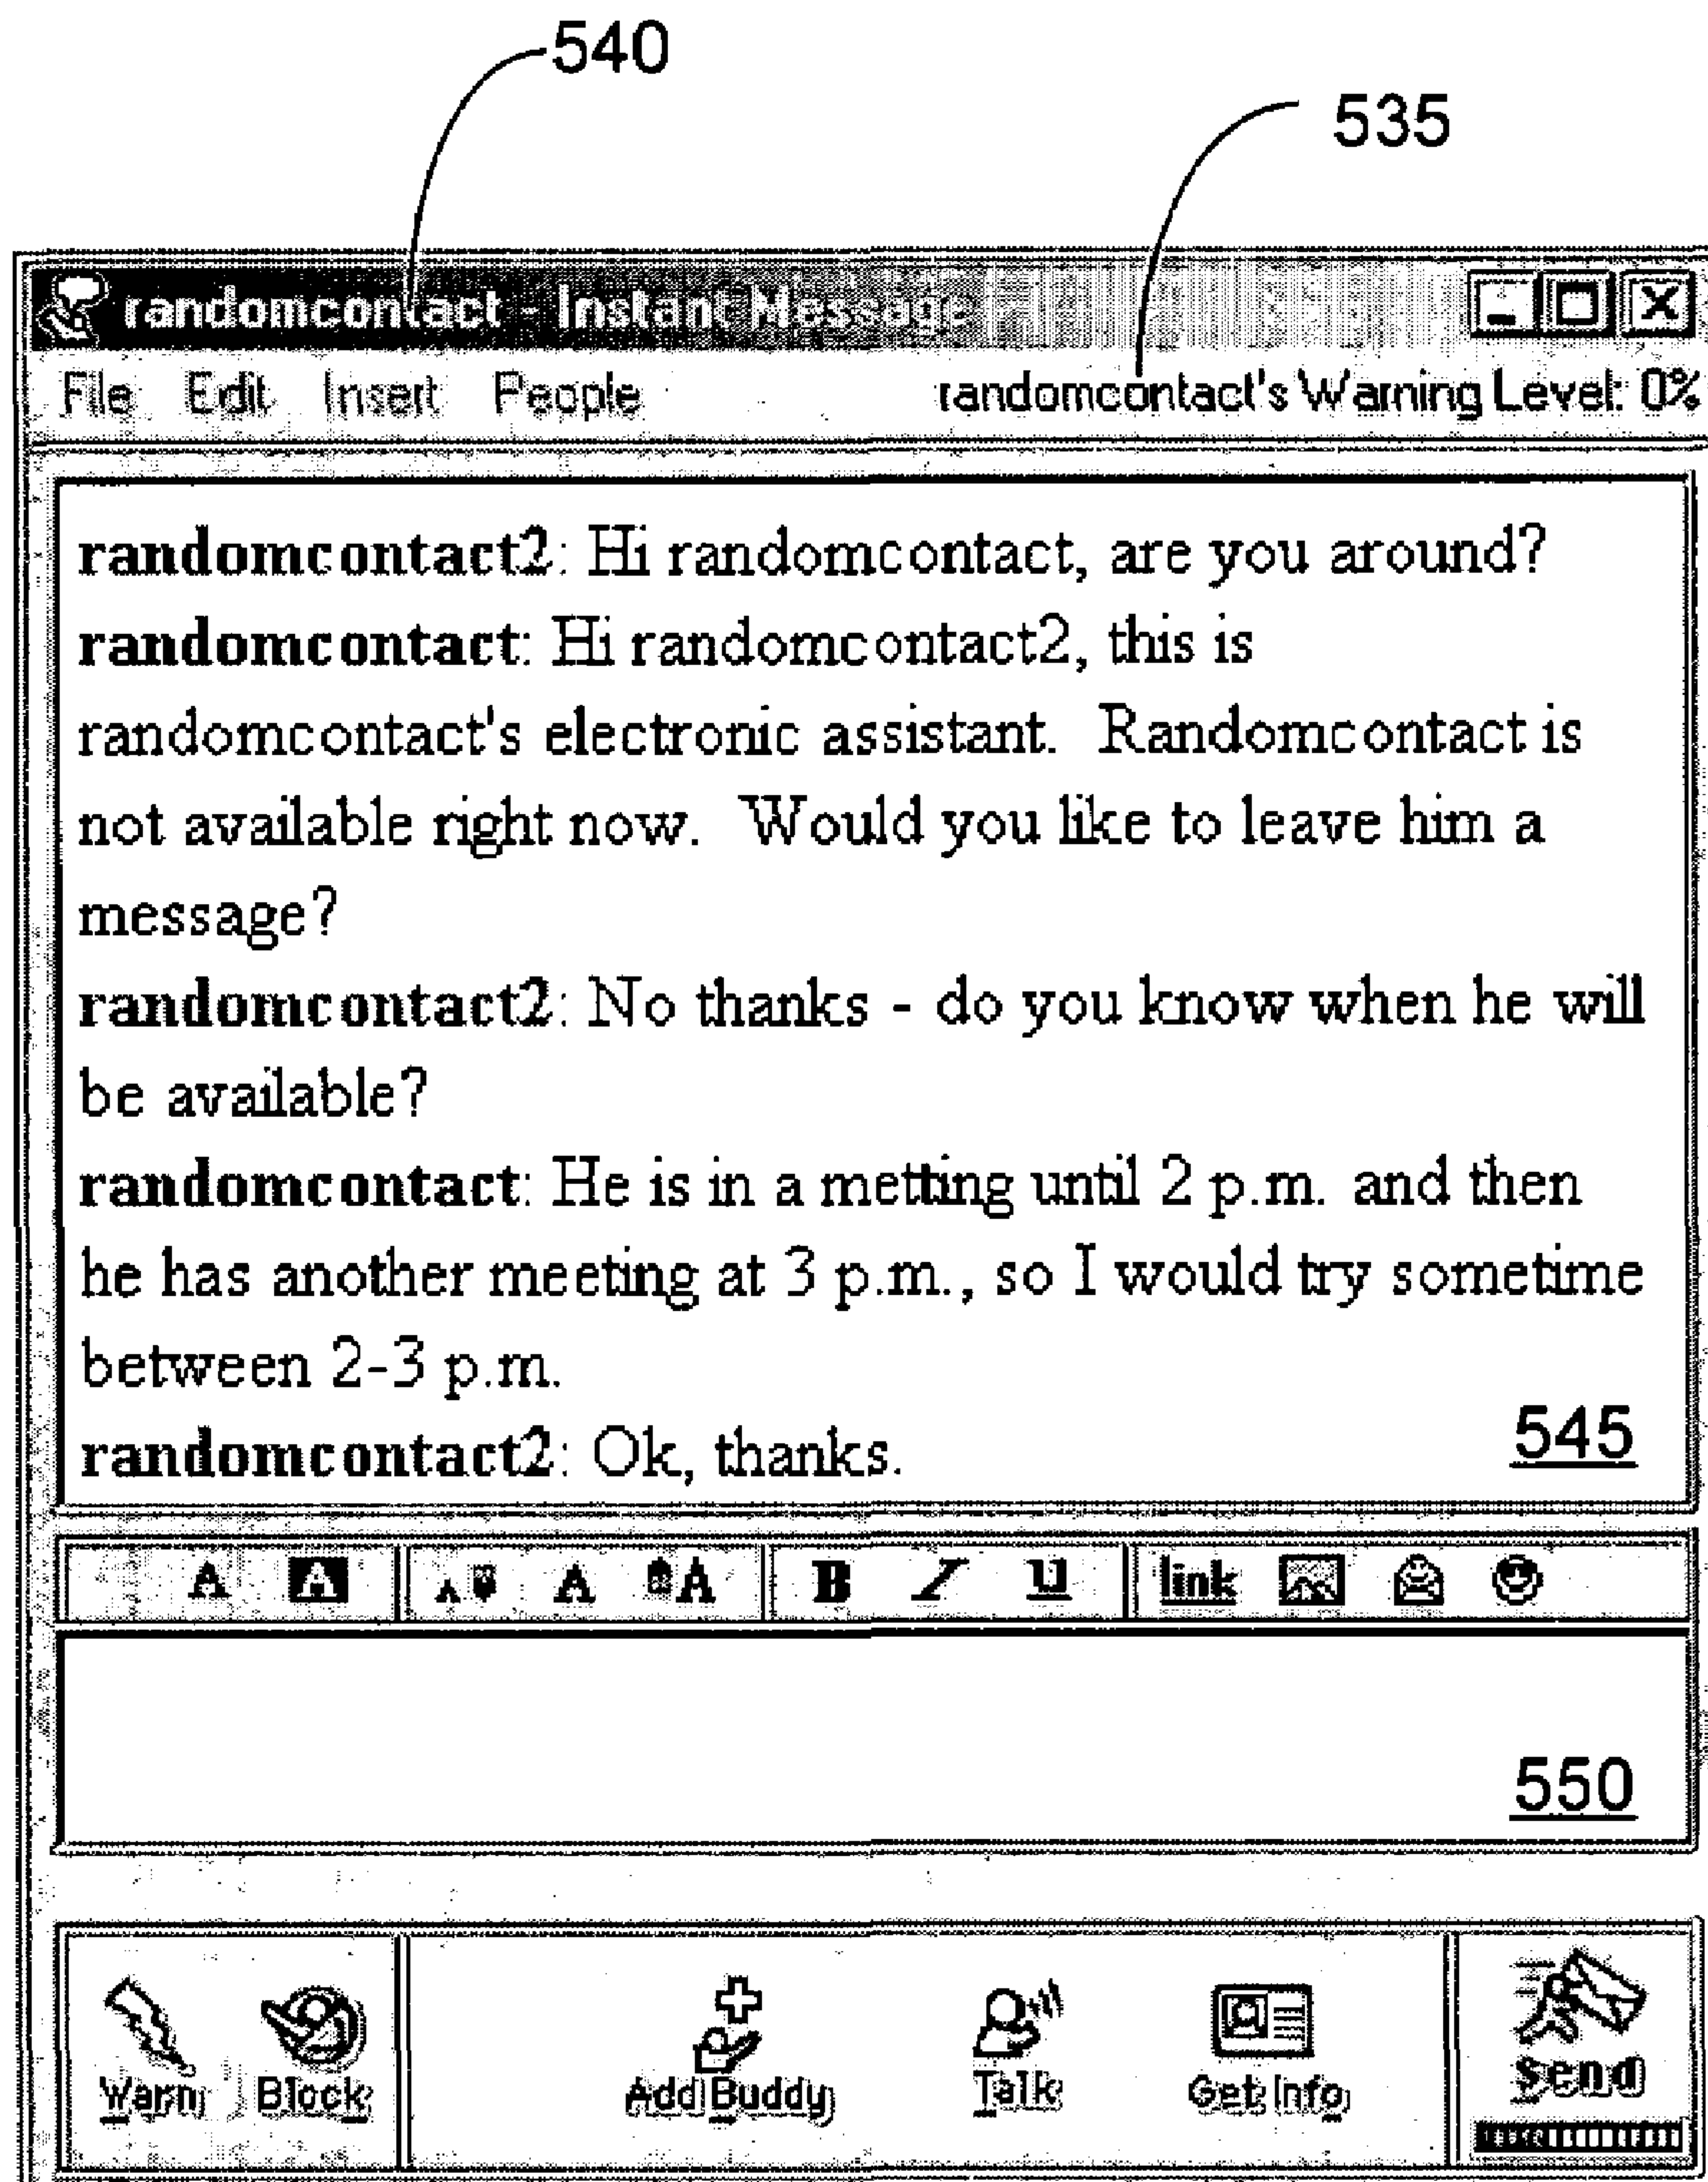 540
535
randomcontact - Instant Message
File Edit Insert People randomcontact's Warning Level: 0%
randomcontact2: Hi randomcontact, are you around?
randomcontact: Hi randomcontact2, this is
randomcontact's electronic assistant. Randomcontact is
not available right now. Would you like to leave him a
message?
randomcontact2: No thanks - do you know when he will
be available?
randomcontact: He is in a metting until 2 p.m. and then
he has another meeting at 3 p.m., so I would try sometime
between 2-3 p.m.
545
randomcontact2: Ok, thanks.
A A A A A B I U link
550
Warn Block Add Buddy Talk Get Info Send